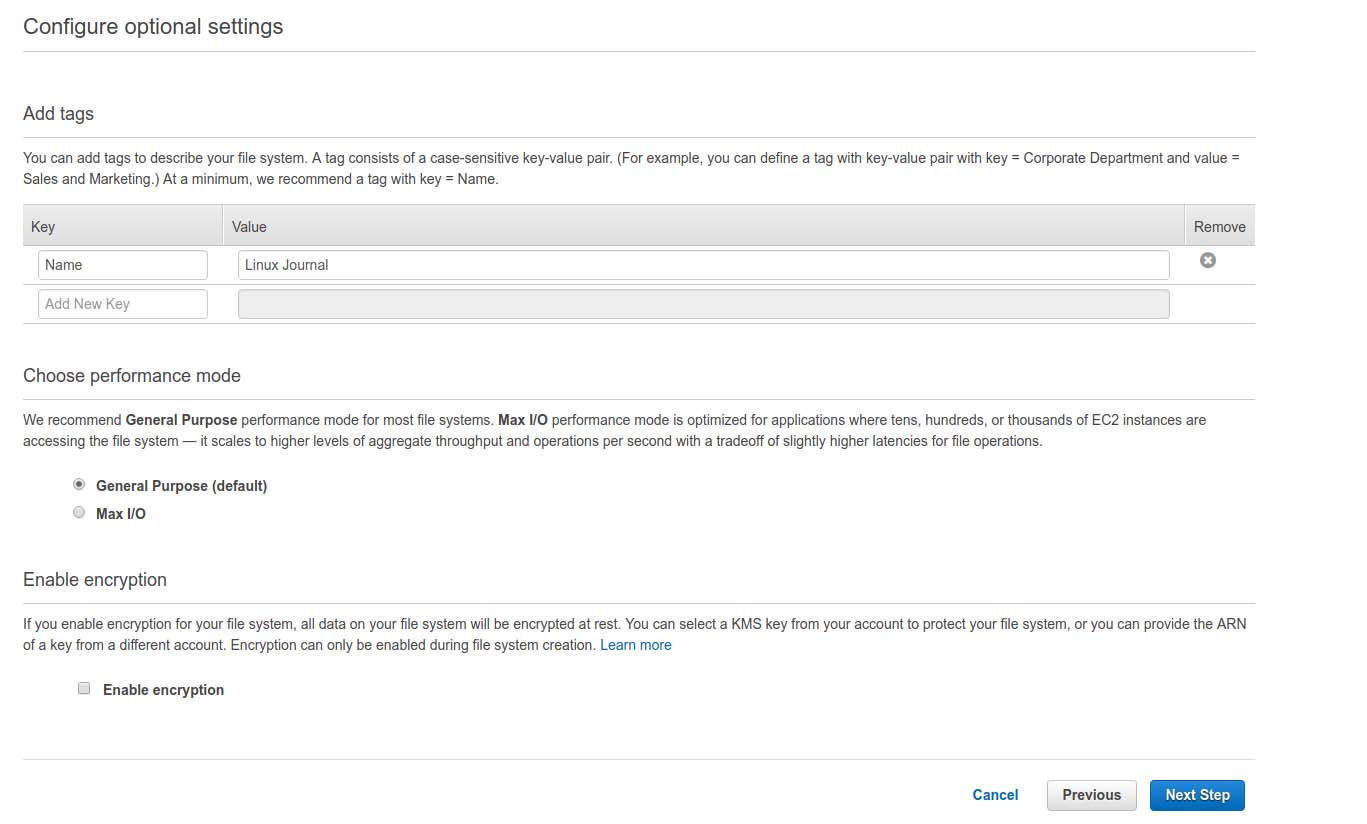 Configure optional settings
Add tags
You can add tags to describe your file system. A tag consists of a case-sensitive key-value pair. (For example, you can define a tag with key-value pair with key = Corporate Department and value =
Sales and Marketing.) At a minimum, we recommend a tag with key = Name.
Key Value Remove
Name Linux Journal
Add New Key
Choose performance mode
We recommend General Purpose performance mode for most file systems. Max I/O performance mode is optimized for applications where tens, hundreds, or thousands of EC2 instances are
accessing the file system — it scales to higher levels of aggregate throughput and operations per second with a tradeoff of slightly higher latencies for file operations.
General Purpose (default)
Max I/O
Enable encryption
If you enable encryption for your file system, all data on your file system will be encrypted at rest. You can select a KMS key from your account to protect your file system, or you can provide the ARN
of a key from a different account. Encryption can only be enabled during file system creation. Learn more
Enable encryption
Cancel Previous Next Step